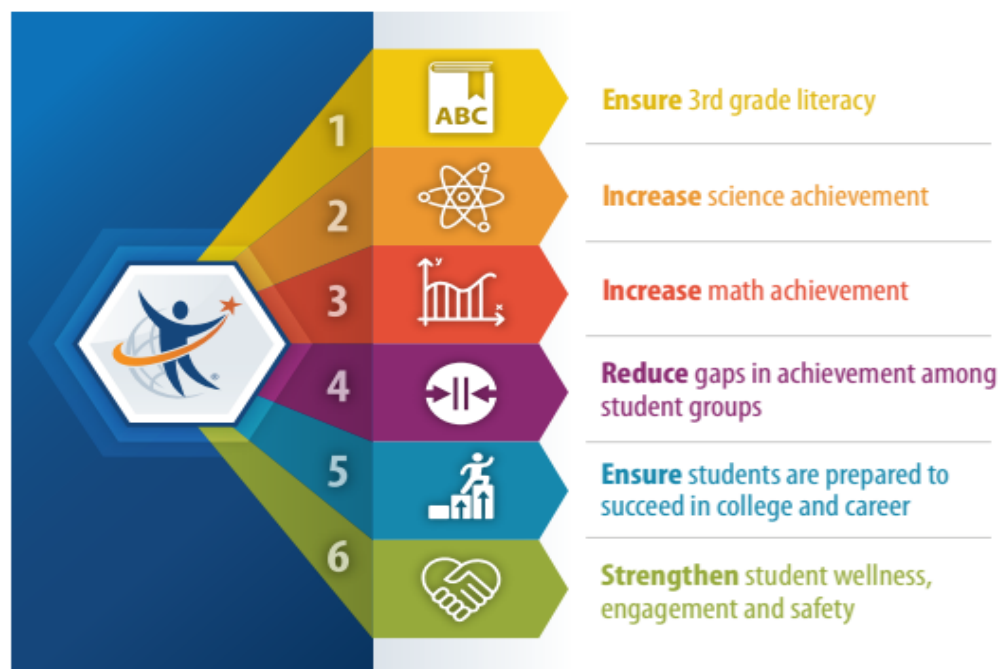 1
ABC
Ensure 3rd grade literacy
2
Increase science achievement
3
y
x
Increase math achievement
4
Reduce gaps in achievement among
student groups
5
Ensure students are prepared to
succeed in college and career
6
Strengthen student wellness,
engagement and safety
®